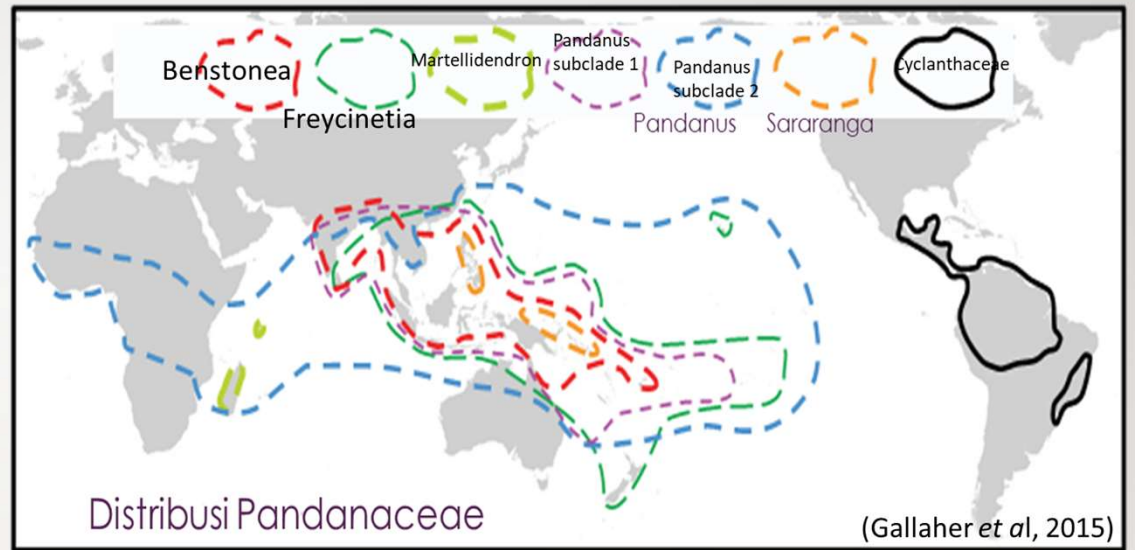 Benstonea
Freycinetia
Martellidendron
Pandanus
subclade 1
Pandanus
subclade 2
Pandanus
Sararanga
Cyclanthaceae
Distribusi Pandanaceae
(Gallaher et al, 2015)